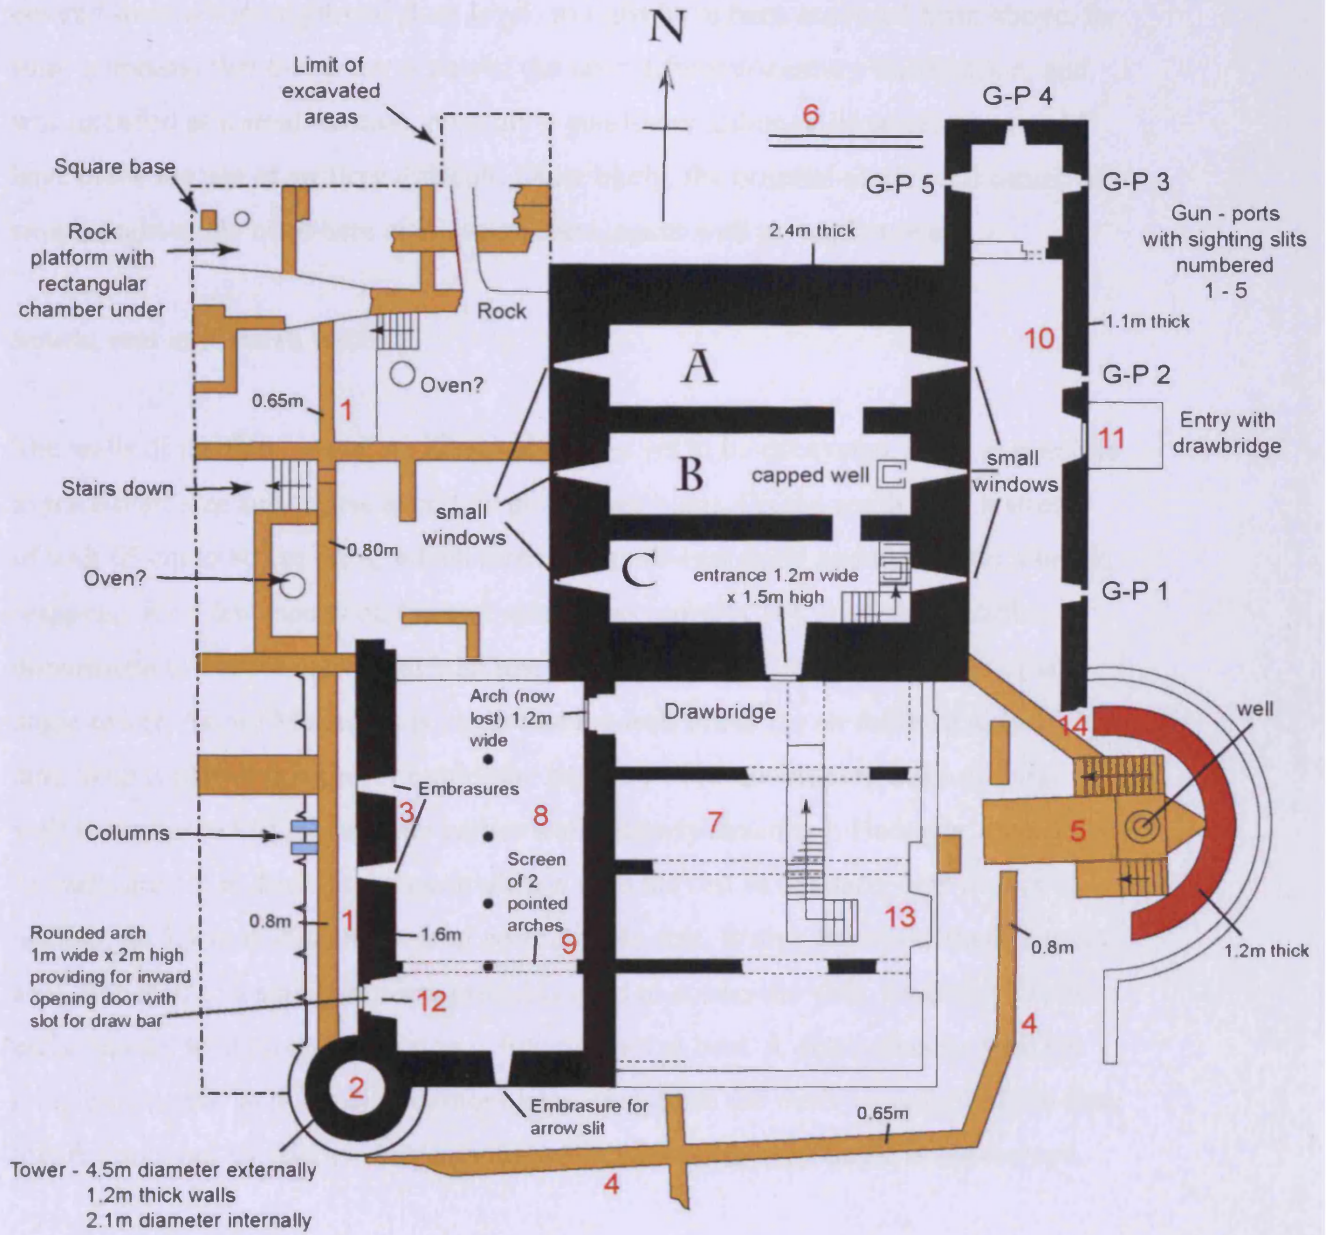 N
Limit of
excavated
areas
6
G-P 4
Square base
G-P 5
G-P 3
Rock
platform with
rectangular
chamber under
2.4m thick
Gun - ports
with sighting slits
numbered
1 - 5
Rock
10
1.1m thick
A
Oven?
G-P 2
0.65m
1
11
Entry with
drawbridge
B
capped well
small
windows
Stairs down
small
windows
0.80m
C
Oven?
entrance 1.2m wide
x 1.5m high
G-P 1
Arch (now
lost) 1.2m
wide
Drawbridge
14
well
Embrasures
3
8
7
5
Columns
Screen
of 2
pointed
arches
0.8m
1
1.6m
9
13
0.8m
1.2m thick
Rounded arch
1m wide x 2m high
providing for inward
opening door with
slot for draw bar
12
4
2
Embrasure for
arrow slit
0.65m
4
Tower - 4.5m diameter externally
1.2m thick walls
2.1m diameter internally